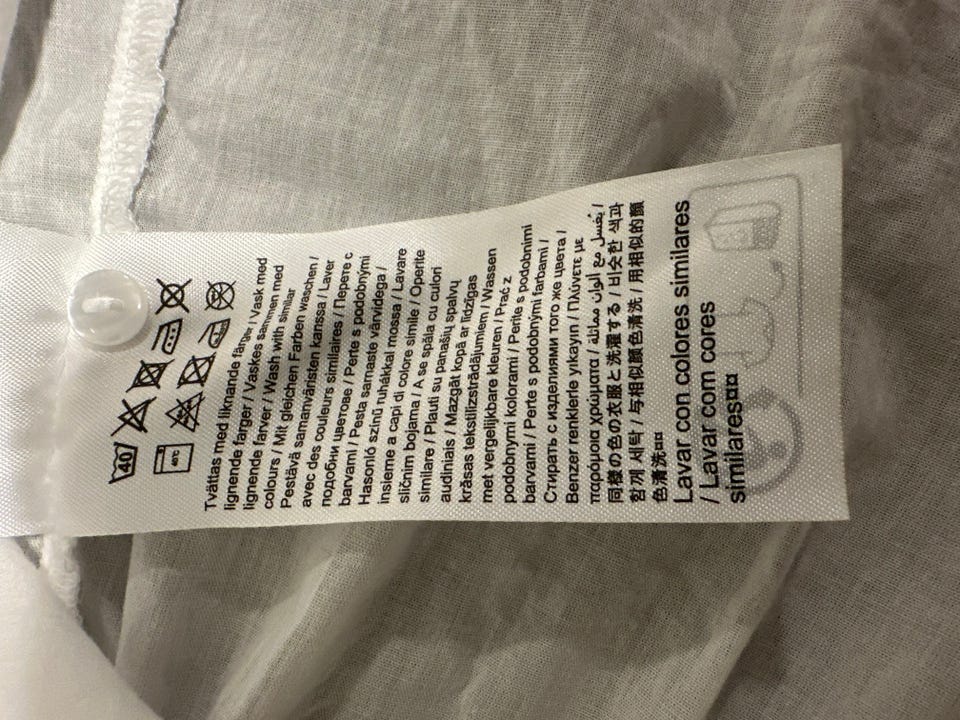 40
40℃
Tvättas med liknande färger / Vask med
lignende farger / Vaskes sammen med
lignende farver / Wash with similar
colours / Mit gleichen Farben waschen /
Pestävä samanväristen kanssa / Laver
avec des couleurs similaires / Перете с
подобни цветове / Perte s podobnými
barvami / Pesta samaste värvidega /
Hasonló színű ruhákkal mossa / Lavare
insieme a capi di colore simile / Operite
sličnim bojama / A se spăla cu culori
similare / Plauti su panašių spalvų
audiniais / Mazgāt kopā ar līdzīgas
krāsas tekstilizstrādājumiem / Wassen
met vergelijkbare kleuren / Prać z
podobnymi kolorami / Perite s podobnimi
barvami / Perte s podobnými farbami /
Стирать с изделиями того же цвета /
Benzer renklerle yıkayın / Πλύνετε με
παρόμοια χρώματα / يُغسل مع ألوان مماثلة /
同様の色の衣服と洗濯する / 비슷한 색과
함께 세탁 / 与相似颜色清洗 / 用相似的顏
色清洗¤¤
Lavar con colores similares
/ Lavar com cores
similares¤¤